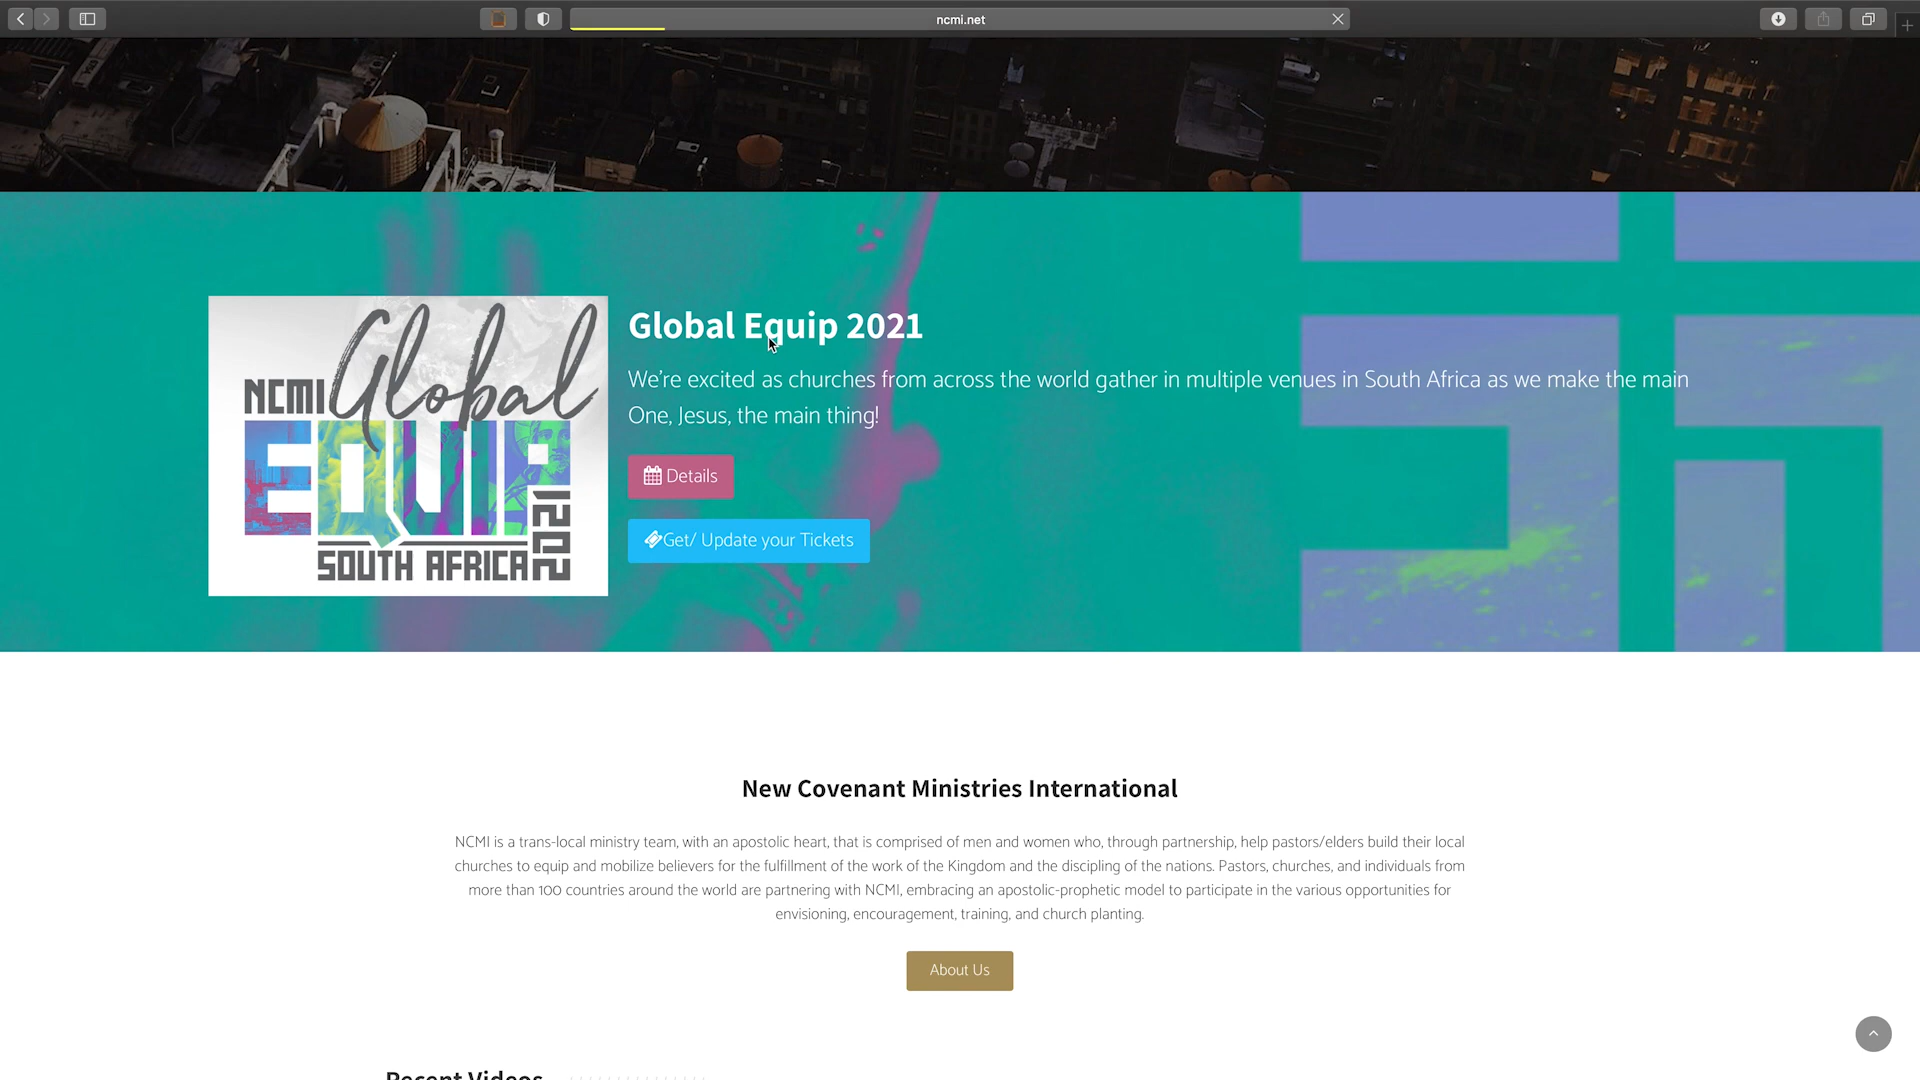 ncmi.net
NCMI Global
EQUIP
2021
SOUTH AFRICA
Global Equip 2021
We're excited as churches from across the world gather in multiple venues in South Africa as we make the main
One, Jesus, the main thing!
Details
Get/ Update your Tickets
New Covenant Ministries International
NCMI is a trans-local ministry team, with an apostolic heart, that is comprised of men and women who, through partnership, help pastors/elders build their local
churches to equip and mobilize believers for the fulfillment of the work of the Kingdom and the discipling of the nations. Pastors, churches, and individuals from
more than 100 countries around the world are partnering with NCMI, embracing an apostolic-prophetic model to participate in the various opportunities for
envisioning, encouragement, training, and church planting.
About Us
Recent Videos